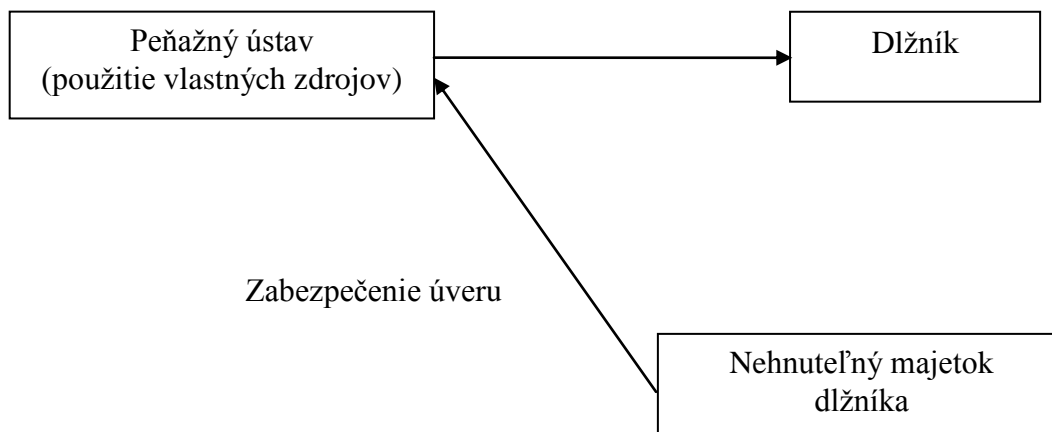 Peňažný ústav
(použitie vlastných zdrojov)
Dlžník
Zabezpečenie úveru
Nehnuteľný majetok
dlžníka